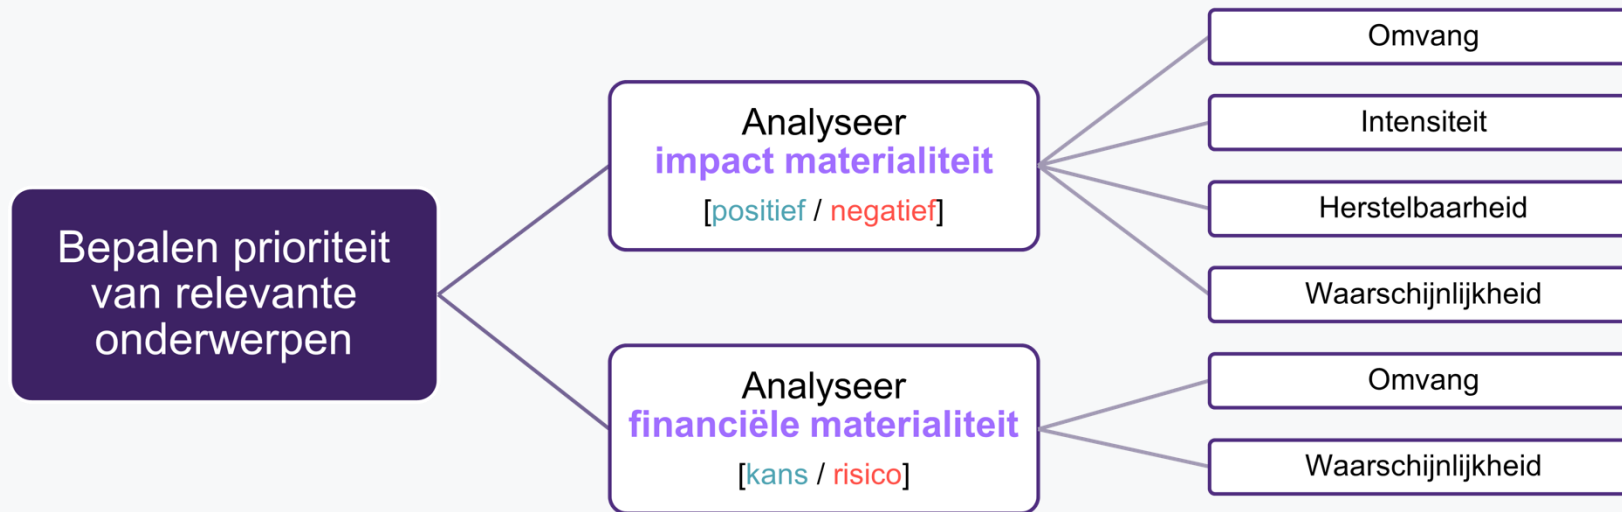 Bepalen prioriteit
van relevante
onderwerpen
Analyseer
impact materialiteit
[positief / negatief]
Omvang
Intensiteit
Herstelbaarheid
Waarschijnlijkheid
Analyseer
financiële materialiteit
[kans / risico]
Omvang
Waarschijnlijkheid